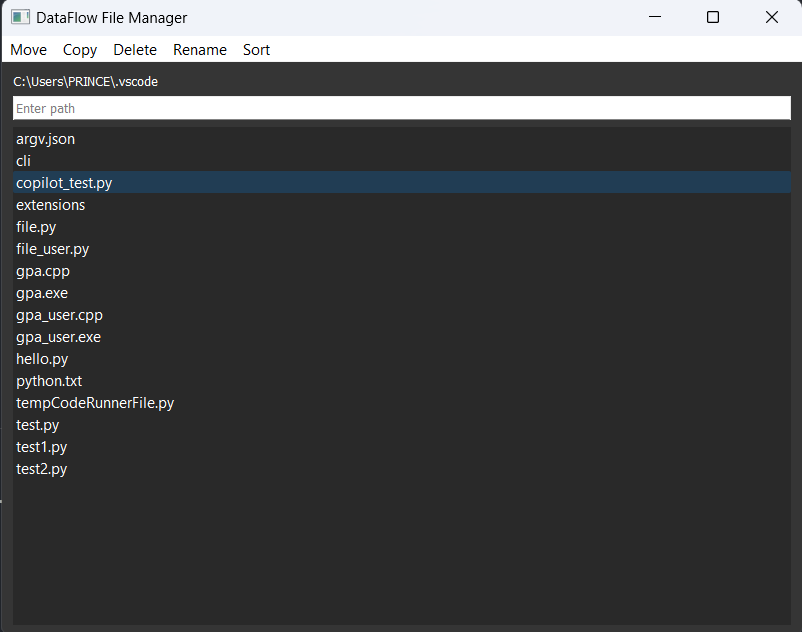 DataFlow File Manager
Move Copy Delete Rename Sort
C:\Users\PRINCE\.vscode
Enter path
argv.json
cli
copilot_test.py
extensions
file.py
file_user.py
gpa.cpp
gpa.exe
gpa_user.cpp
gpa_user.exe
hello.py
python.txt
tempCodeRunnerFile.py
test.py
test1.py
test2.py